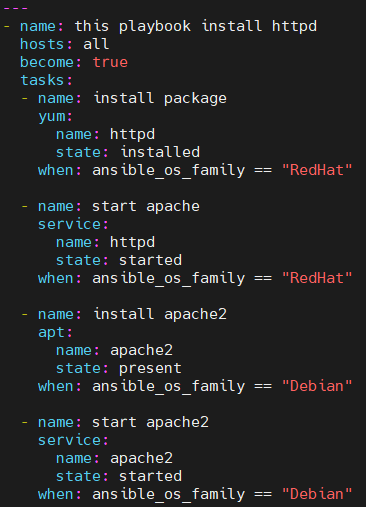 ---
- name: this playbook install httpd
  hosts: all
  become: true
  tasks:
  - name: install package
    yum:
      name: httpd
      state: installed
    when: ansible_os_family == "RedHat"

  - name: start apache
    service:
      name: httpd
      state: started
    when: ansible_os_family == "RedHat"

  - name: install apache2
    apt:
      name: apache2
      state: present
    when: ansible_os_family == "Debian"

  - name: start apache2
    service:
      name: apache2
      state: started
    when: ansible_os_family == "Debian"